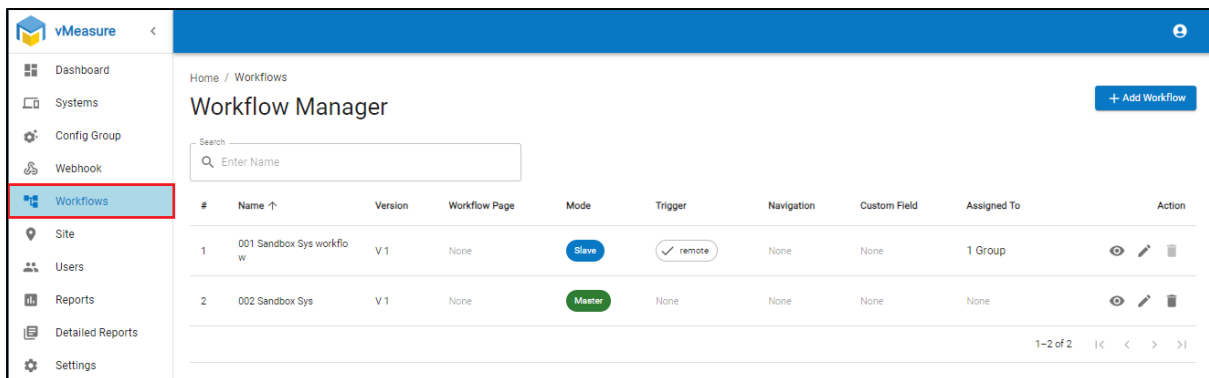 vMeasure
Dashboard
Systems
Config Group
Webhook
Workflows
Site
Users
Reports
Detailed Reports
Settings
Home / Workflows
Workflow Manager
+ Add Workflow
Search
Enter Name
# Name Version Workflow Page Mode Trigger Navigation Custom Field Assigned To Action
1 001 Sandbox Sys workflo V 1 None Slave remote None None 1 Group
w
2 002 Sandbox Sys V 1 None Master None None None None
1–2 of 2